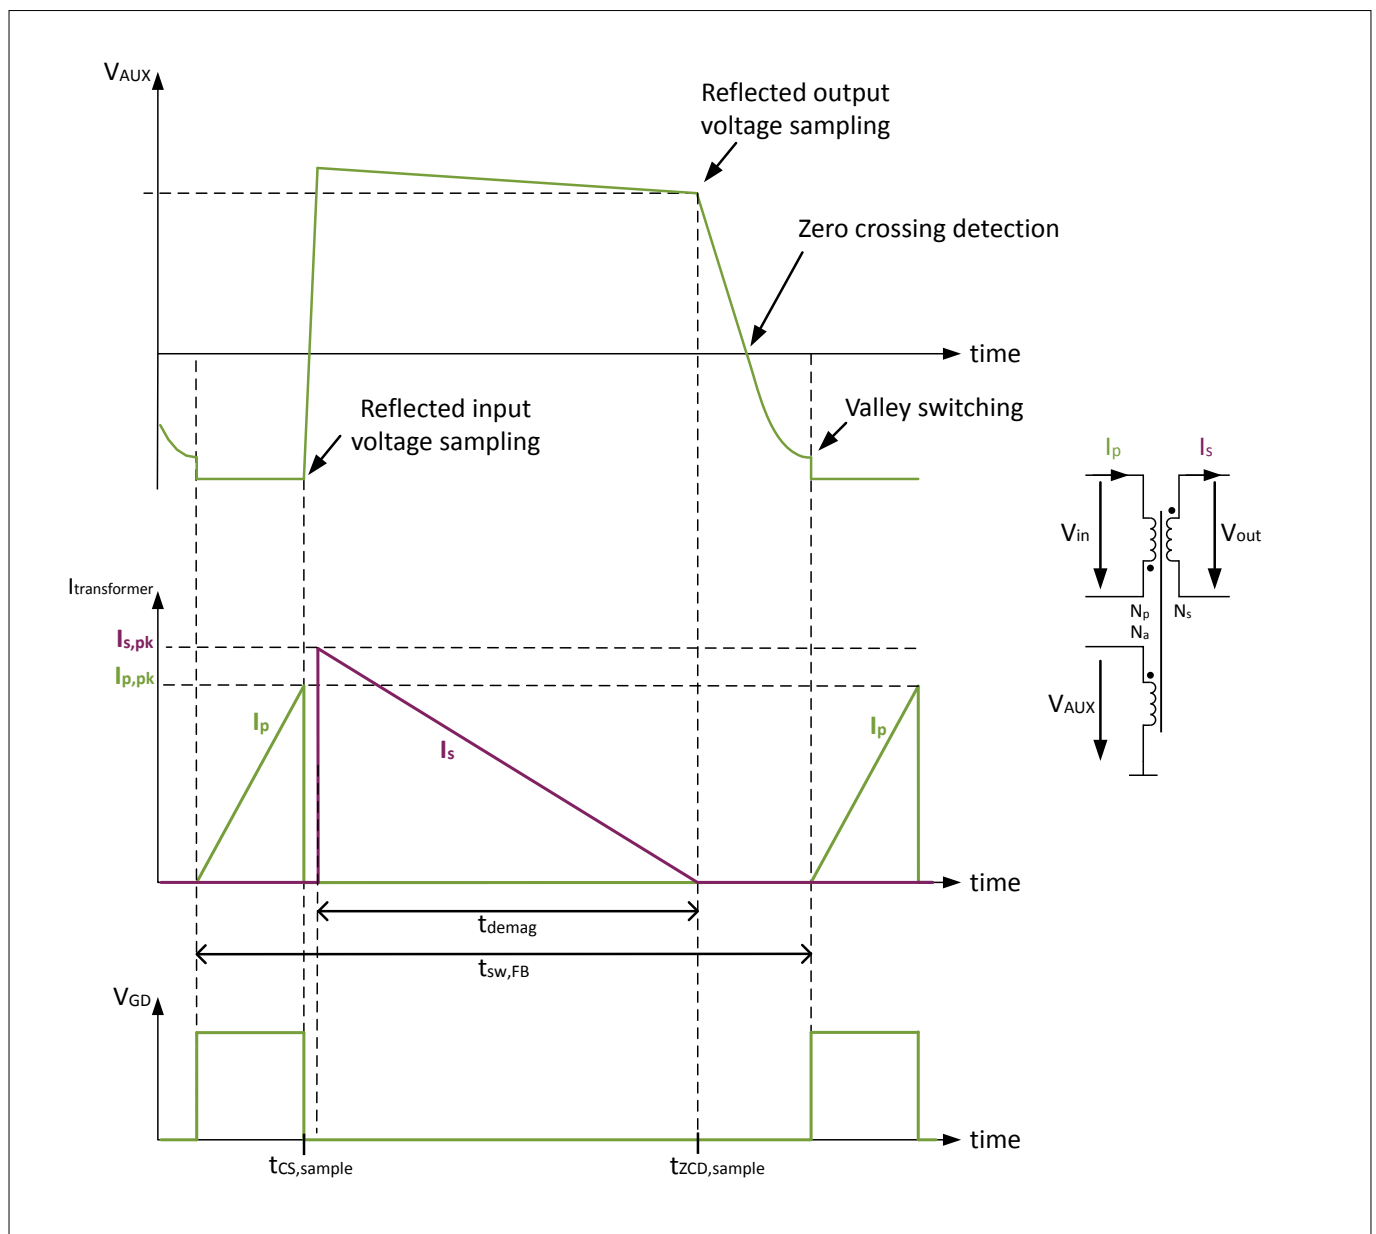 VAUX
Reflected output
voltage sampling
Zero crossing detection
time
Reflected input
voltage sampling
Valley switching
Ip
Is
Vin
Vout
Np
Ns
Na
VAUX
Itransformer
Is,pk
Ip,pk
Ip
Is
Ip
time
tdemag
tsw,FB
VGD
time
tCS,sample
tZCD,sample